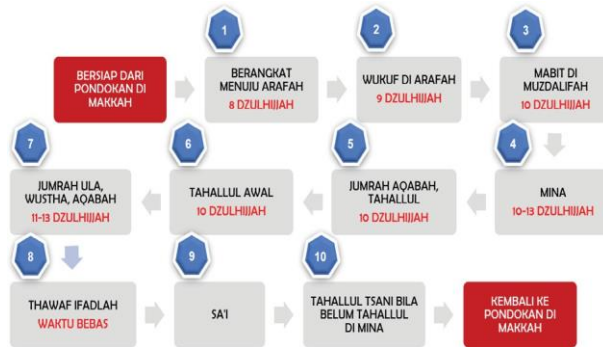 BERSIAP DARI
PONDOKAN DI
MAKKAH
1
BERANGKAT
MENUJU ARAFAH
8 DZULHIJJAH
2
WUKUF DI ARAFAH
9 DZULHIJJAH
3
MABIT DI
MUZDALIFAH
10 DZULHIJJAH
4
MINA
10-13 DZULHIJJAH
5
JUMRAH AQABAH,
TAHALLUL
10 DZULHIJJAH
6
TAHALLUL AWAL
10 DZULHIJJAH
7
JUMRAH ULA,
WUSTHA, AQABAH
11-13 DZULHIJJAH
8
THAWAF IFADLAH
WAKTU BEBAS
9
SA'I
10
TAHALLUL TSANI BILA
BELUM TAHALLUL
DI MINA
KEMBALI KE
PONDOKAN DI
MAKKAH